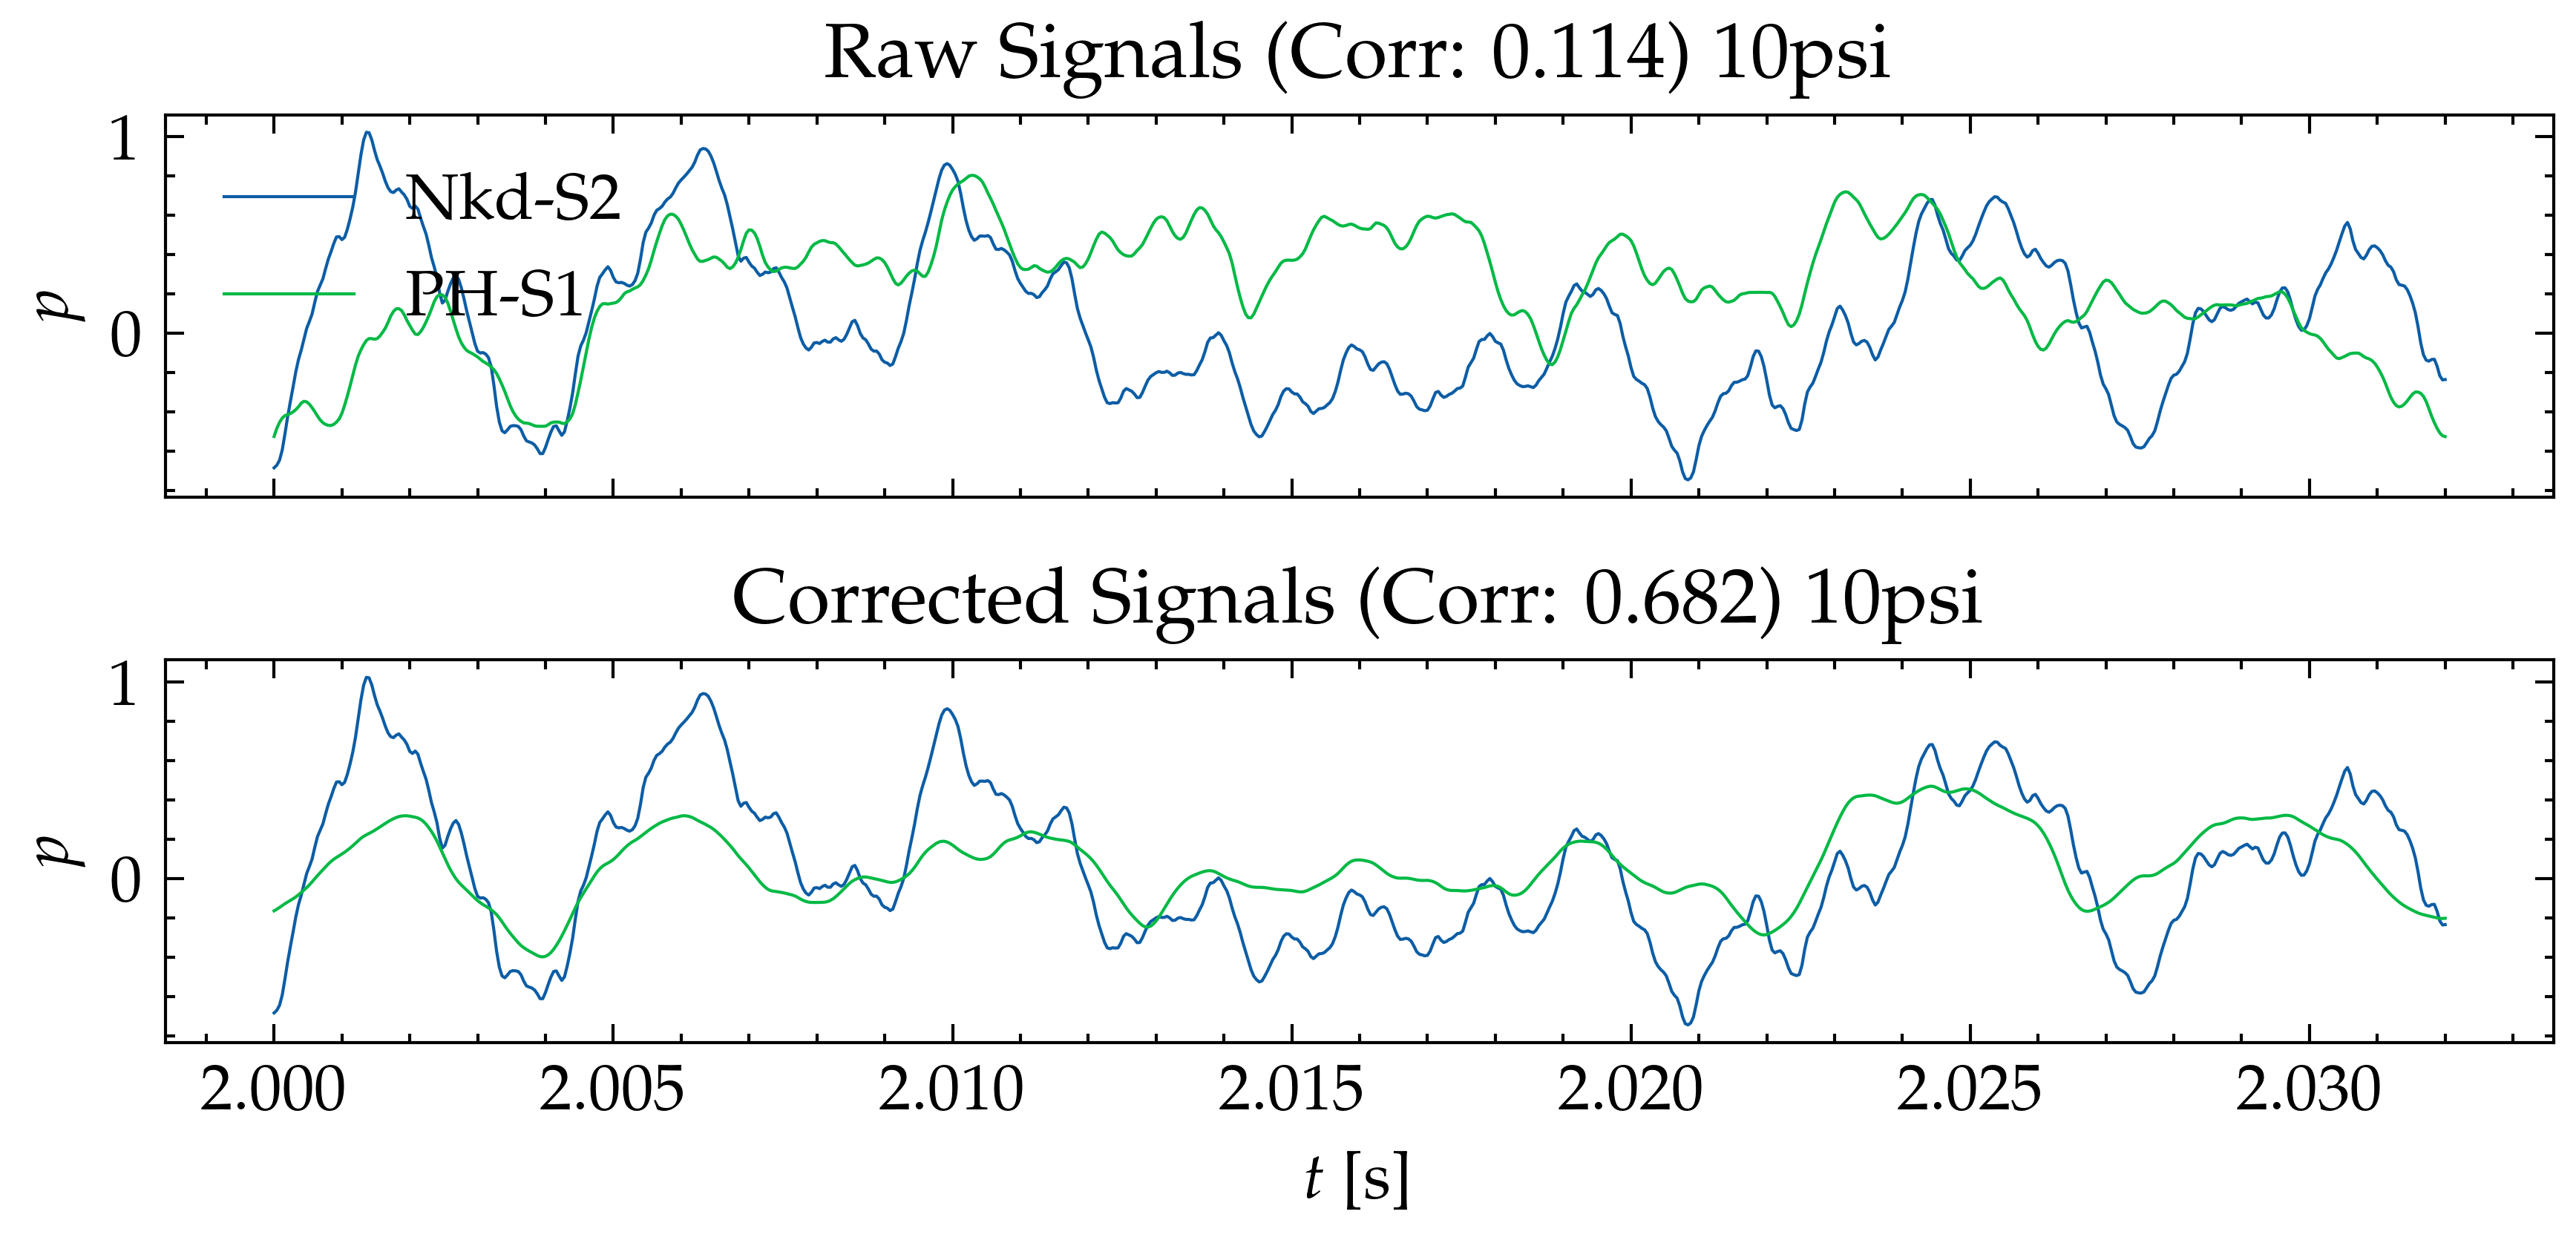 Raw Signals (Corr: 0.114) 10psi
1
Nkd-S2
PH-S1
0
p
Corrected Signals (Corr: 0.682) 10psi
1
0
p
2.000 2.005 2.010 2.015 2.020 2.025 2.030
t [s]